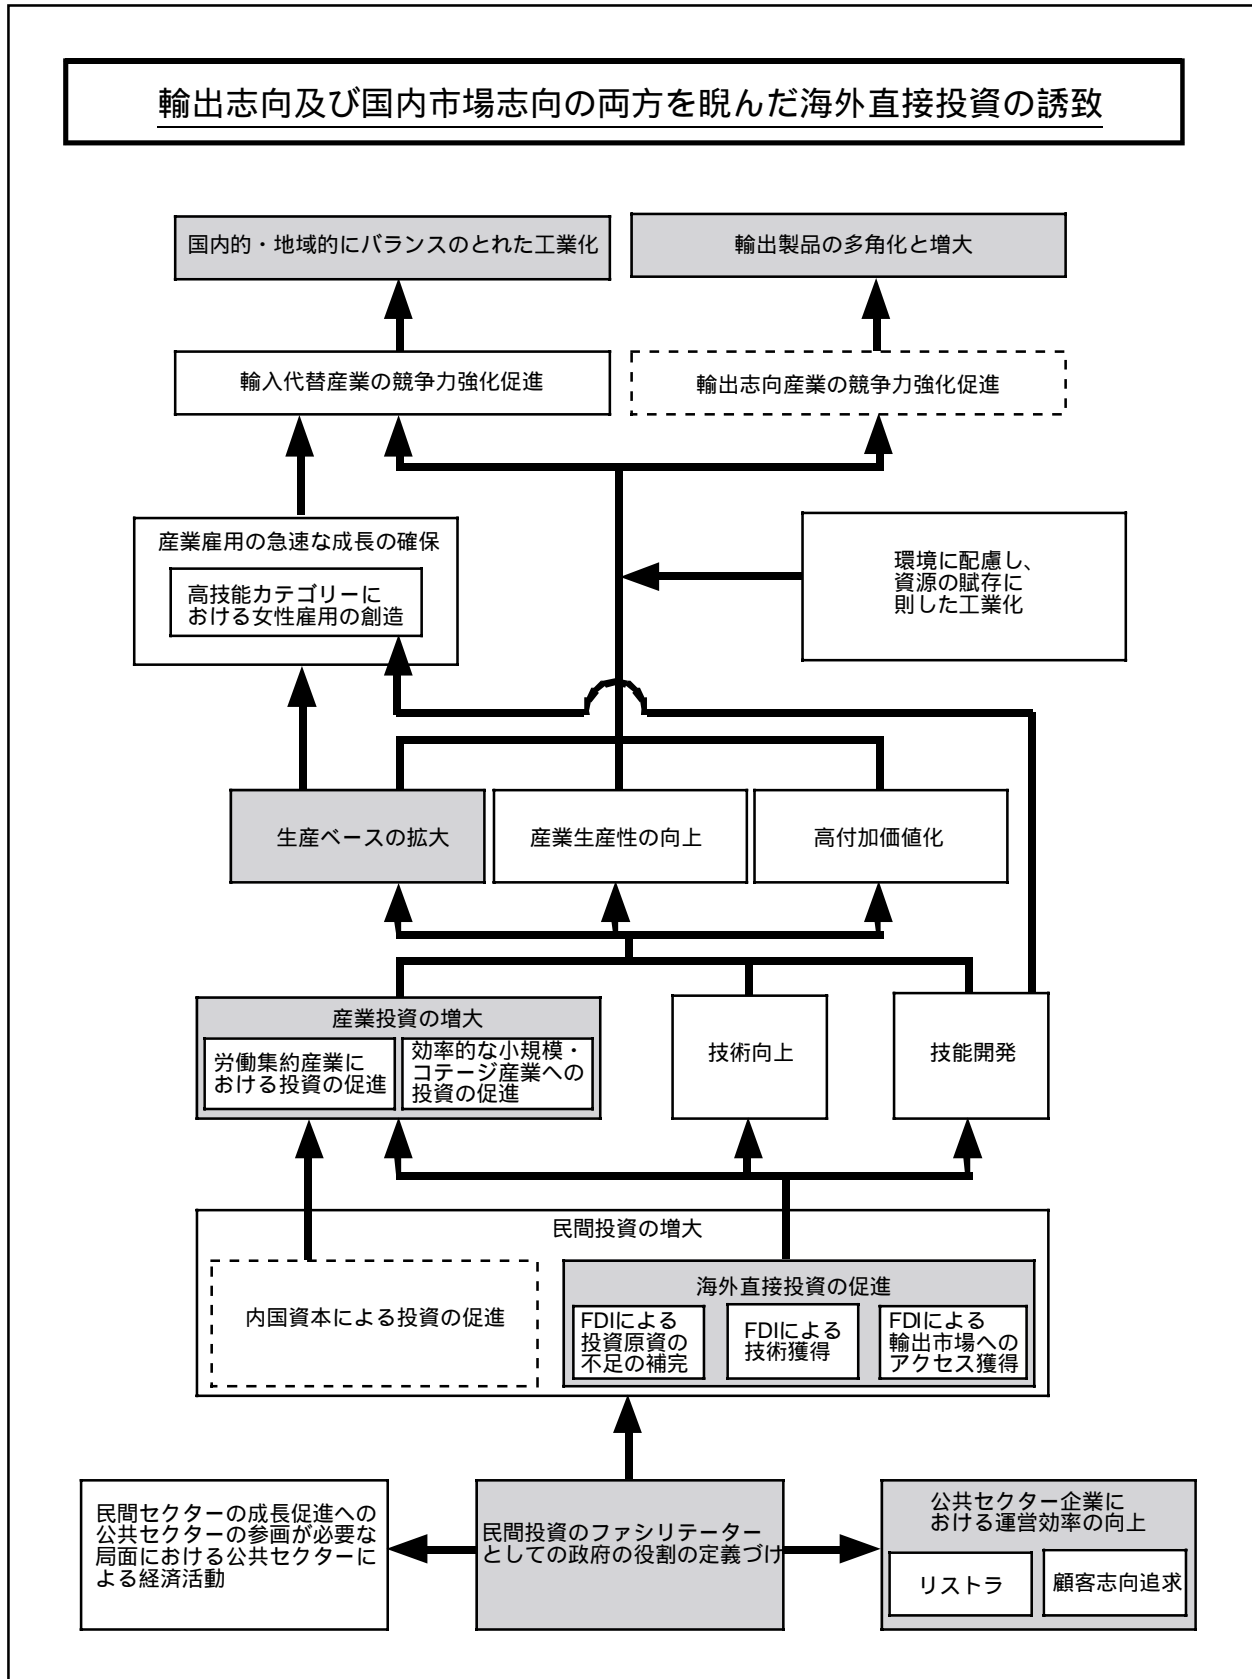 輸出志向及び国内市場志向の両方を睨んだ海外直接投資の誘致
国内的・地域的にバランスのとれた工業化
輸出製品の多角化と増大
輸入代替産業の競争力強化促進
輸出志向産業の競争力強化促進
産業雇用の急速な成長の確保
高技能カテゴリーに
おける女性雇用の創造
環境に配慮し、
資源の賦存に
則した工業化
生産ベースの拡大
産業生産性の向上
高付加価値化
産業投資の増大
労働集約産業に
おける投資の促進
効率的な小規模・
コテージ産業への
投資の促進
技術向上
技能開発
民間投資の増大
内国資本による投資の促進
海外直接投資の促進
FDIによる
投資原資の
不足の補完
FDIによる
技術獲得
FDIによる
輸出市場への
アクセス獲得
民間セクターの成長促進への
公共セクターの参画が必要な
局面における公共セクターに
よる経済活動
民間投資のファシリテーター
としての政府の役割の定義づけ
公共セクター企業に
おける運営効率の向上
リストラ
顧客志向追求